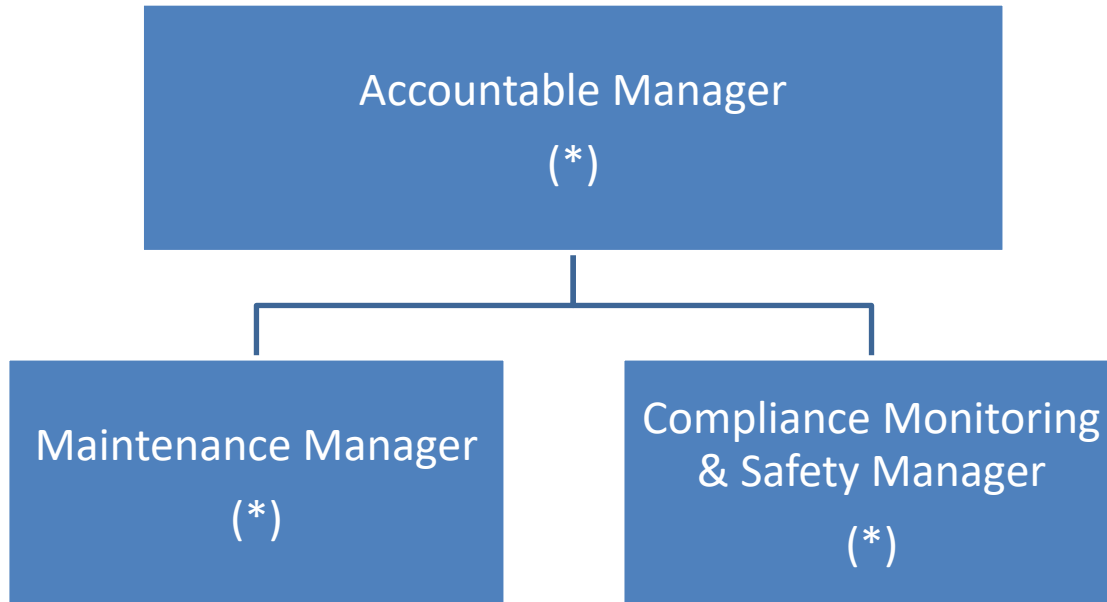 Accountable Manager
(*)
Maintenance Manager
(*)
Compliance Monitoring
& Safety Manager
(*)